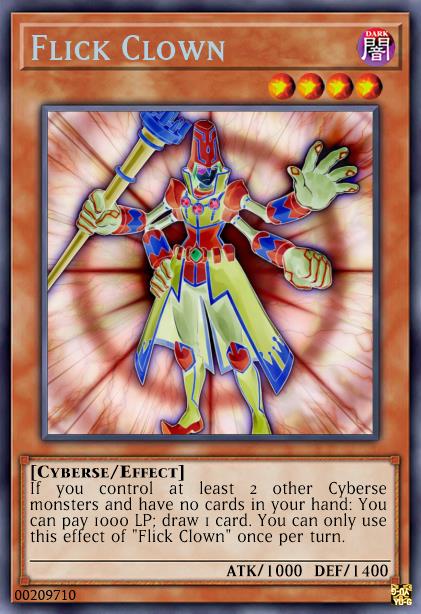 Flick Clown
DARK
闇
[Cyberse/Effect]
If you control at least 2 other Cyberse
monsters and have no cards in your hand: You
can pay 1000 LP; draw 1 card. You can only use
this effect of "Flick Clown" once per turn.
ATK/1000 DEF/1400
00209710